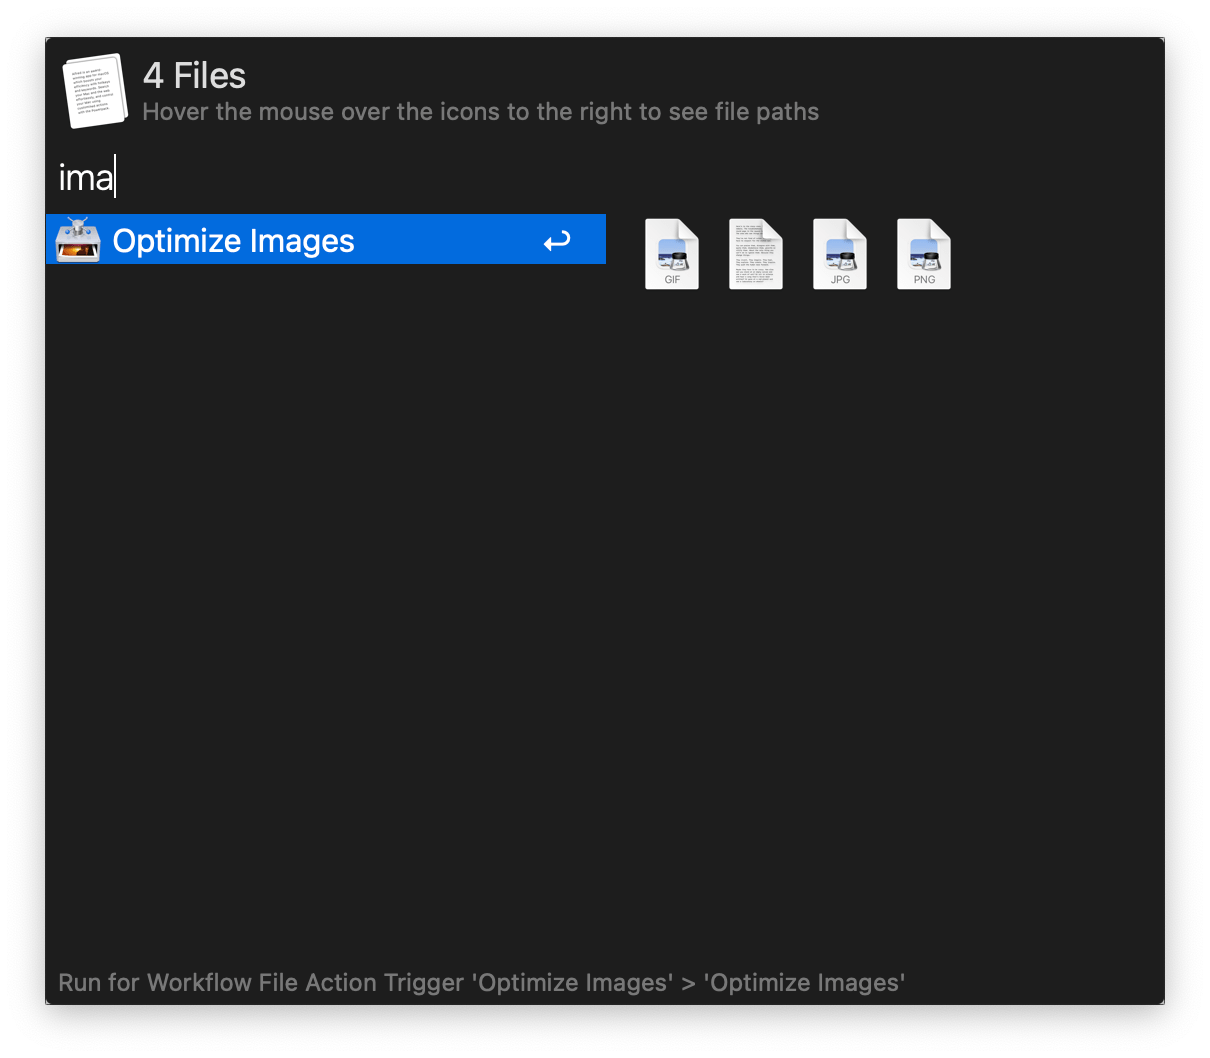 4 Files
Hover the mouse over the icons to the right to see file paths
ima
Optimize Images
GIF
JPG
PNG
Run for Workflow File Action Trigger 'Optimize Images' > 'Optimize Images'